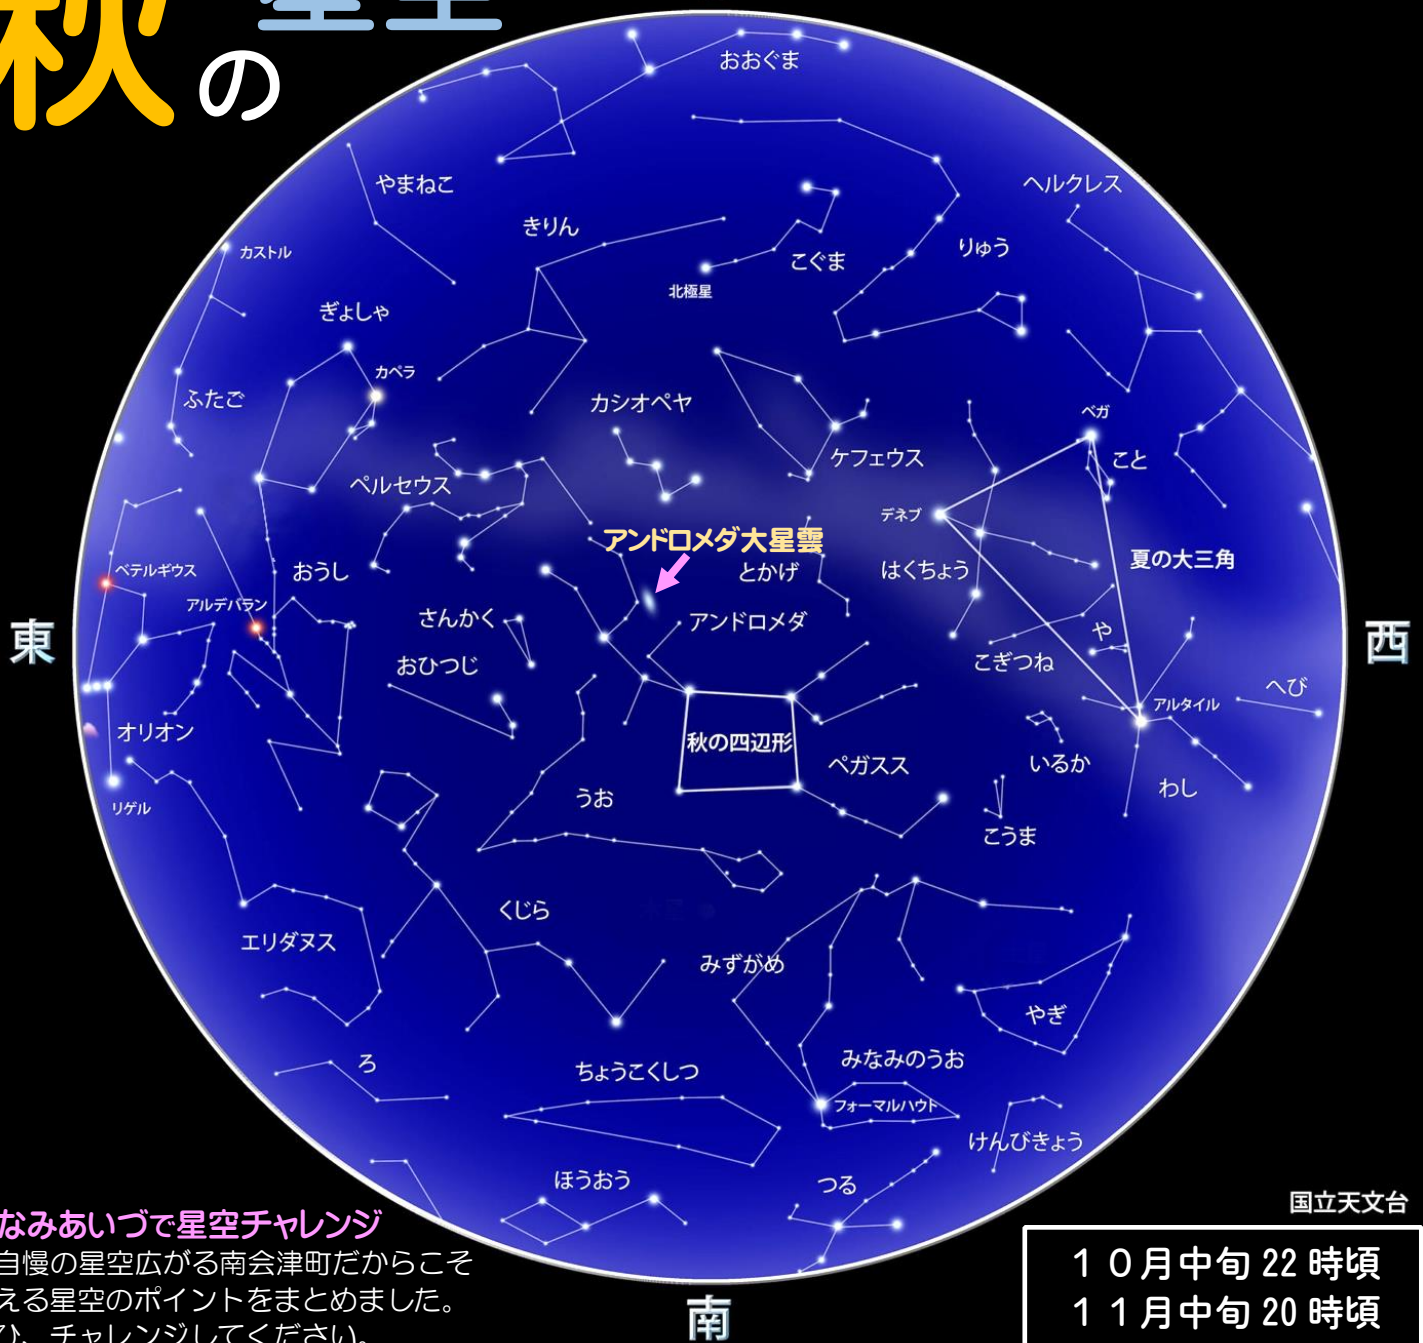 秋の星空
おおぐま
やまねこ
ヘルクレス
きりん
りゅう
カストル
こぐま
北極星
ぎょしゃ
カペラ
ふたご
カシオペヤ
ベガ
ケフェウス
こと
ペルセウス
デネブ
アンドロメダ大星雲
夏の大三角
ベテルギウス
おうし
とかげ
はくちょう
アルデバラン
さんかく
アンドロメダ
や
東
西
おひつじ
こぎつね
へび
アルタイル
オリオン
秋の四辺形
ペガスス
いるか
わし
リゲル
うお
こうま
くじら
エリダヌス
みずがめ
やぎ
ろ
ちょうこくしつ
みなみのうお
フォーマルハウト
けんびきょう
ほうおう
つる
国立天文台
なみあいづで星空チャレンジ
自慢の星空広がる南会津町だからこそ
える星空のポイントをまとめました。
ひ、チャレンジしてください。
南
10月中旬 22 時頃
11月中旬 20 時頃